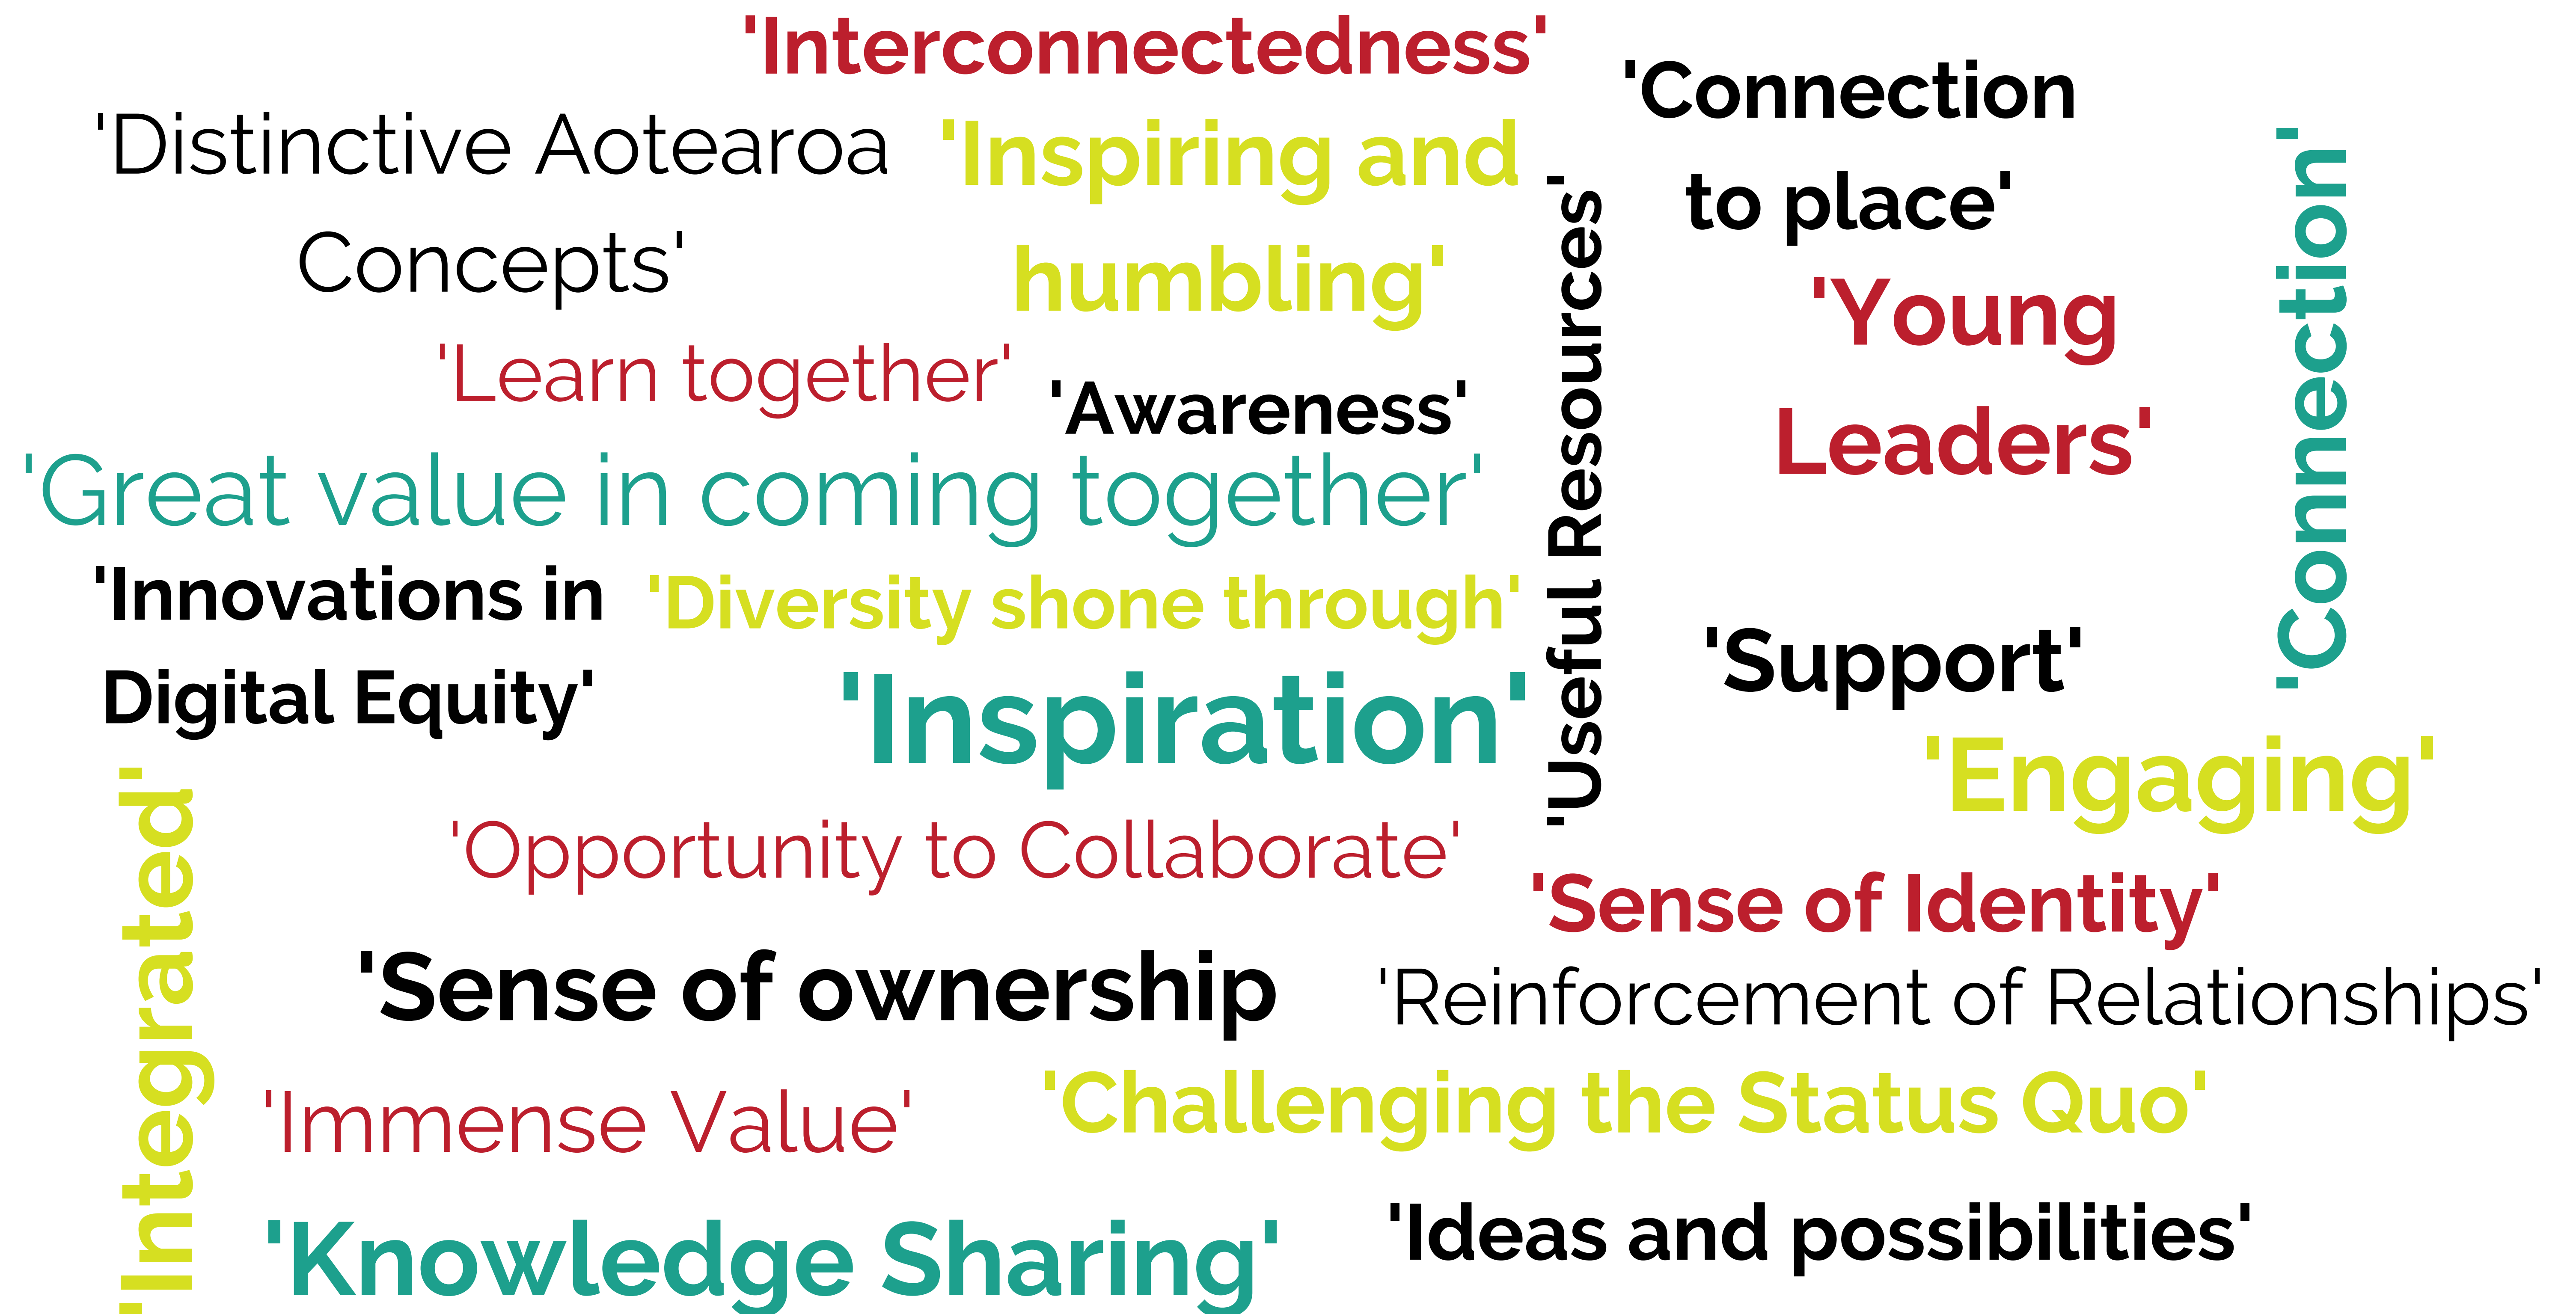 'Interconnectedness'
'Connection
to place'
'Distinctive Aotearoa
Concepts'
'Inspiring and
humbling'
'Useful Resources'
'Connection'
'Young
Leaders'
'Learn together'
'Awareness'
'Great value in coming together'
'Innovations in
Digital Equity'
'Diversity shone through'
'Support'
'Inspiration'
'Engaging'
'Integrated'
'Opportunity to Collaborate'
'Sense of Identity'
'Sense of ownership
'Reinforcement of Relationships'
'Immense Value'
'Challenging the Status Quo'
'Knowledge Sharing'
'Ideas and possibilities'